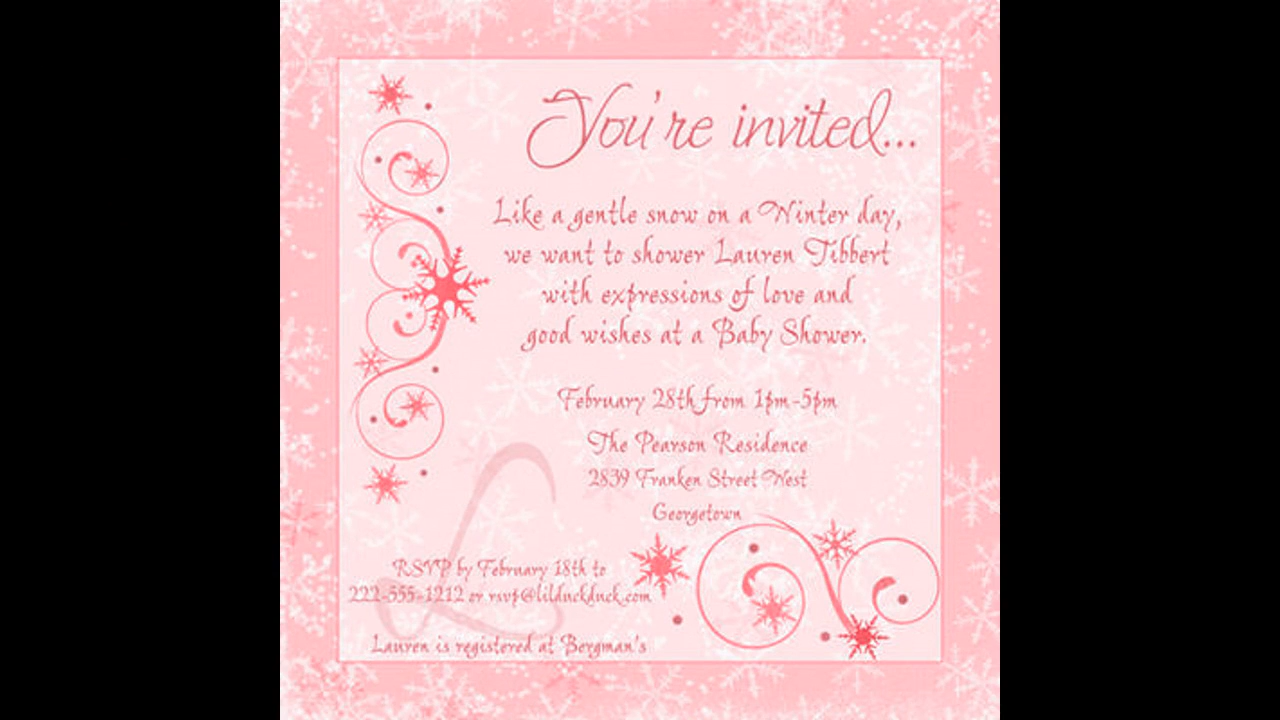 You're invited...
Like a gentle snow on a Winter day,
we want to shower Lauren Tibbert
with expressions of love and
good wishes at a Baby Shower.
February 28th from 1pm-5pm
The Pearson Residence
2839 Franken Street West
Georgetown
RSVP by February 18th to
222-555-1212 or rsvp@lilduckduck.com
Lauren is registered at Bergman's